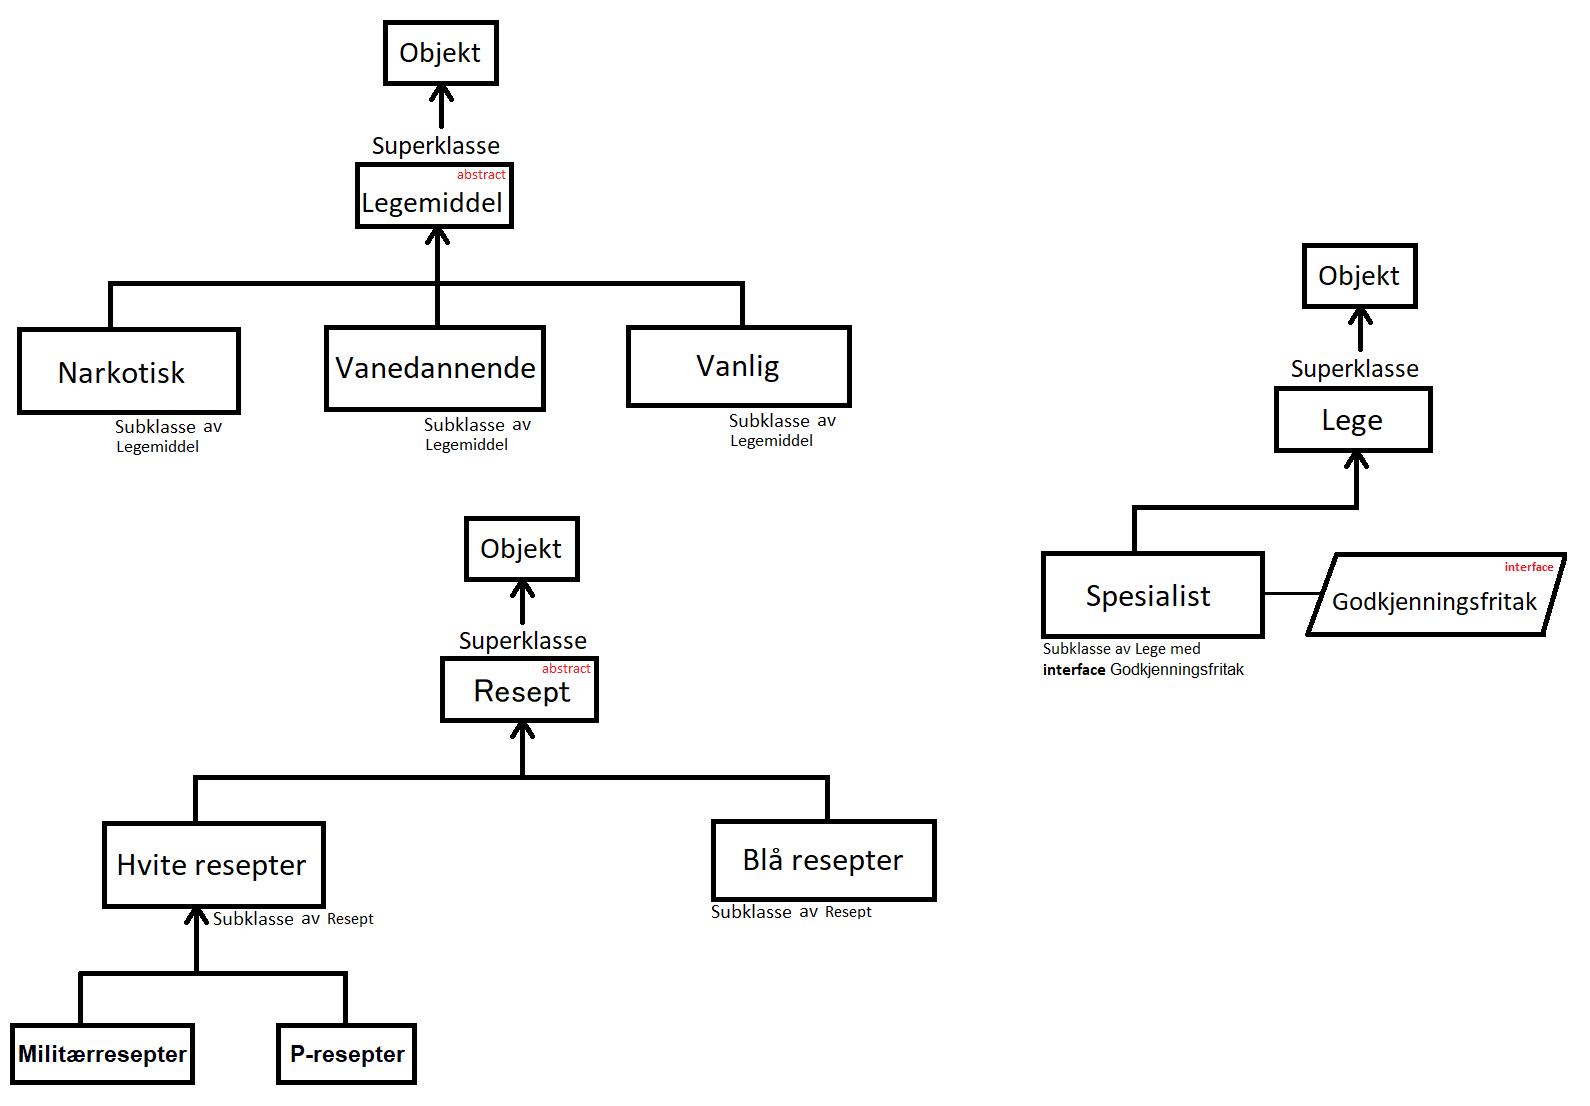 Objekt
Superklasse
abstract
Legemiddel
Narkotisk
Subklasse av
Legemiddel
Vanedannende
Subklasse av
Legemiddel
Vanlig
Subklasse av
Legemiddel
Objekt
Superklasse
Lege
Spesialist
Subklasse av Lege med
interface Godkjenningsfritak
interface
Godkjenningsfritak
Objekt
Superklasse
abstract
Resept
Hvite resepter
Subklasse av Resept
Blå resepter
Subklasse av Resept
Militærresepter
P-resepter